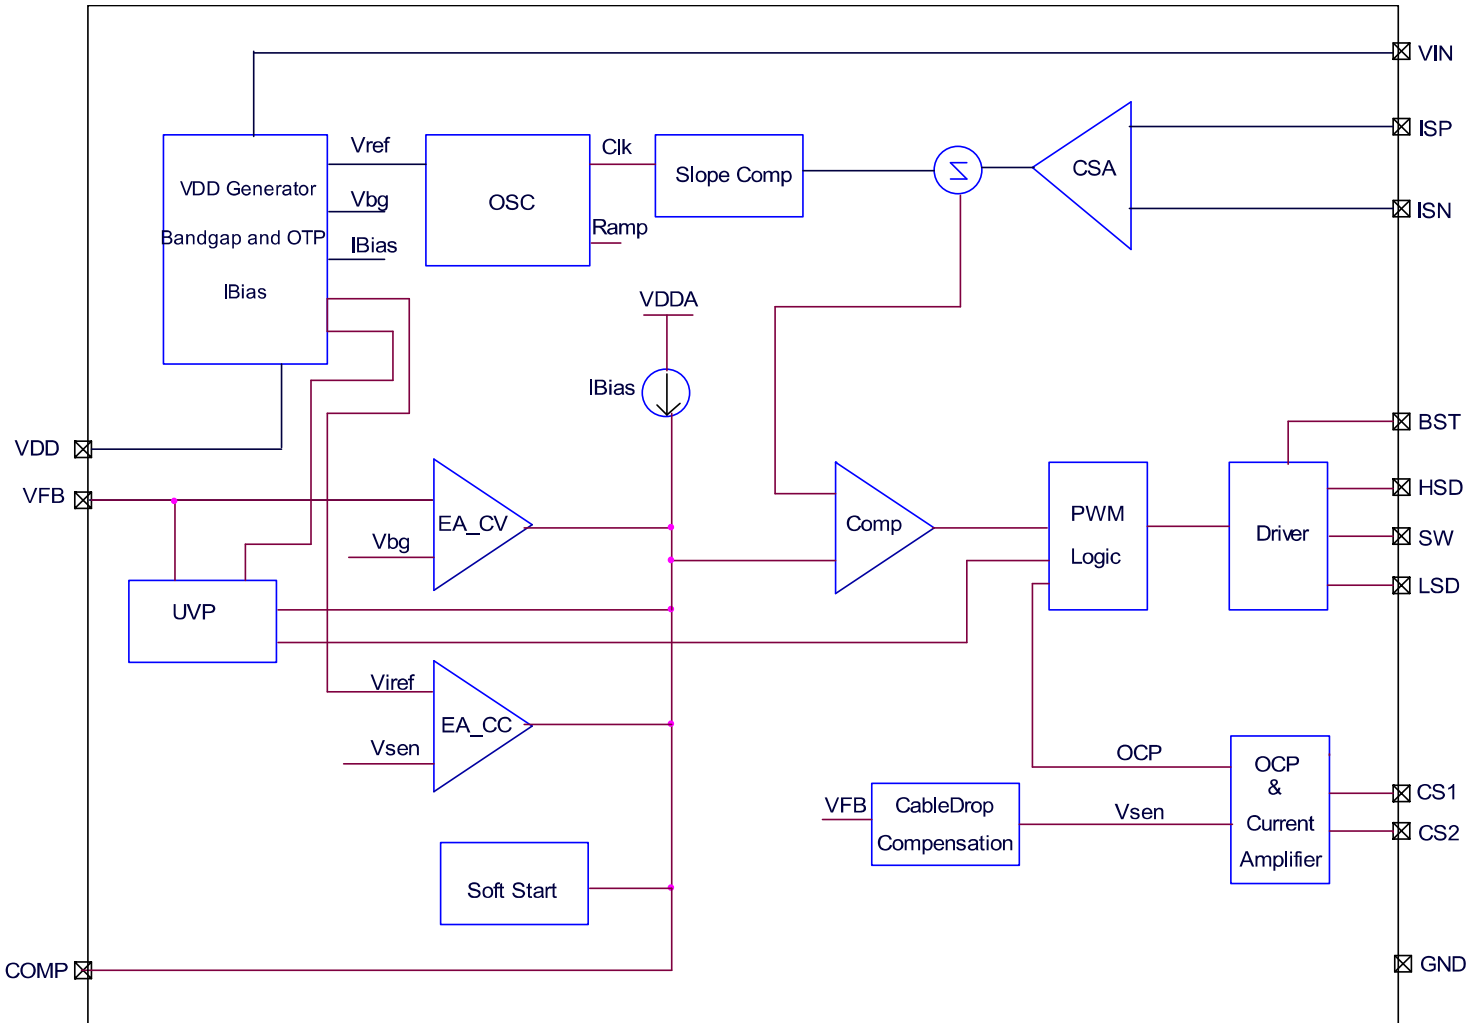 VIN
ISP
Vref
Clk
CSA
Slope Comp
Σ
VDD Generator
Vbg
OSC
ISN
Ramp
Bandgap and OTP
IBias
IBias
VDDA
IBias
BST
VDD
HSD
VFB
EA_CV
Comp
PWM
Logic
Driver
SW
Vbg
LSD
UVP
Viref
EA_CC
Vsen
OCP
OCP
&
Current
Amplifier
CS1
CS2
VFB
CableDrop
Compensation
Vsen
Soft Start
COMP
GND